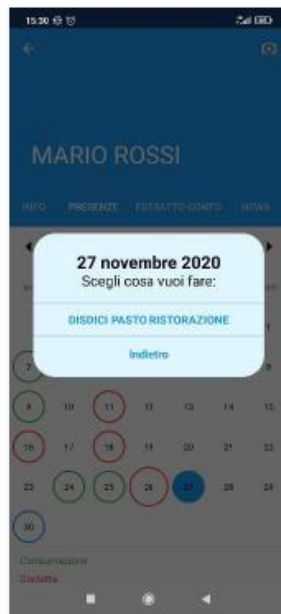 15:30
MARIO ROSSI
INFO PRESENZE ESTRATTO CONTO NEWS
27 novembre 2020
Scegli cosa vuoi fare:
DISDICI PASTO RISTORAZIONE
Indietro
1
2 8
9 10 11 12 13 14 15
16 17 18 19 20 21 22
23 24 25 26 27 28 29
30
Consumazione
Disdetta